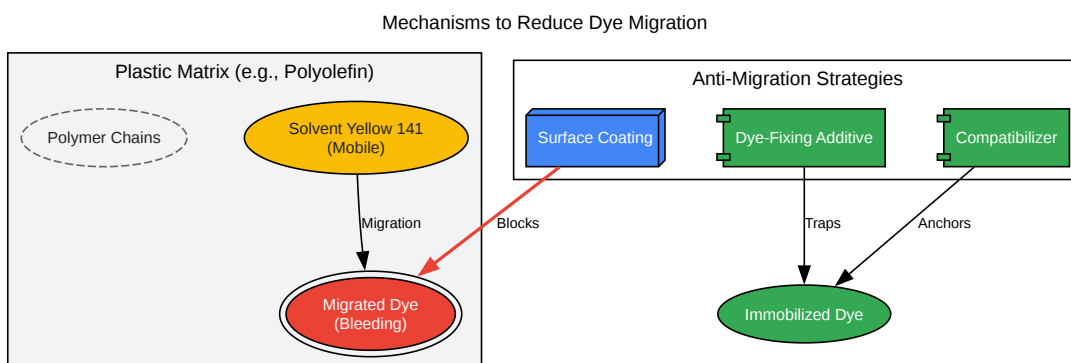 Mechanisms to Reduce Dye Migration
Plastic Matrix (e.g., Polyolefin)
Anti-Migration Strategies
Polymer Chains
Solvent Yellow 141
(Mobile)
Surface Coating
Dye-Fixing Additive
Compatibilizer
Migration
Blocks
Traps
Anchors
Migrated Dye
(Bleeding)
Immobilized Dye